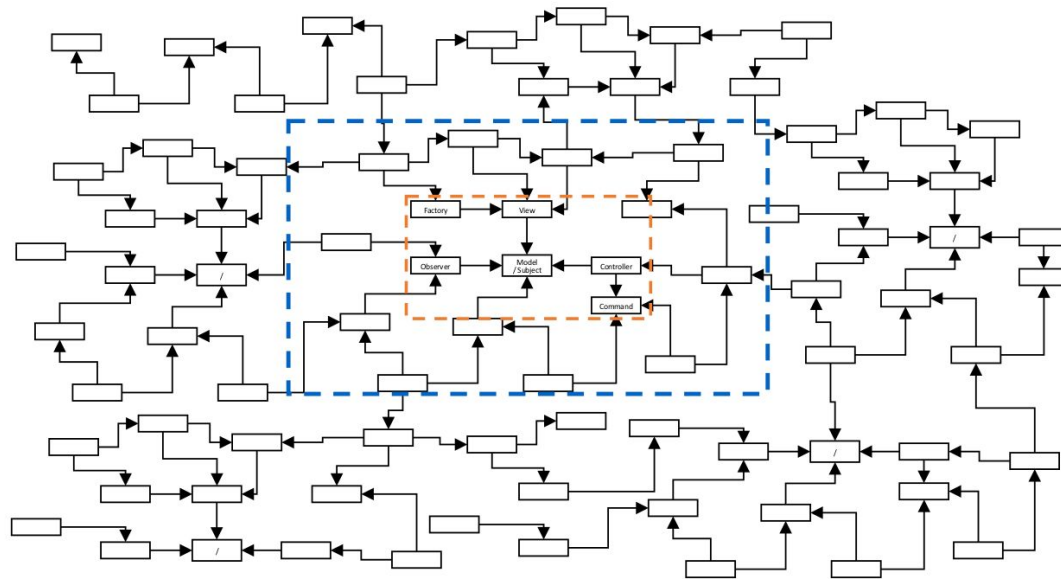 Factory
View
/
/
Observer
Model
/ Subject
Controller
Command
/
/